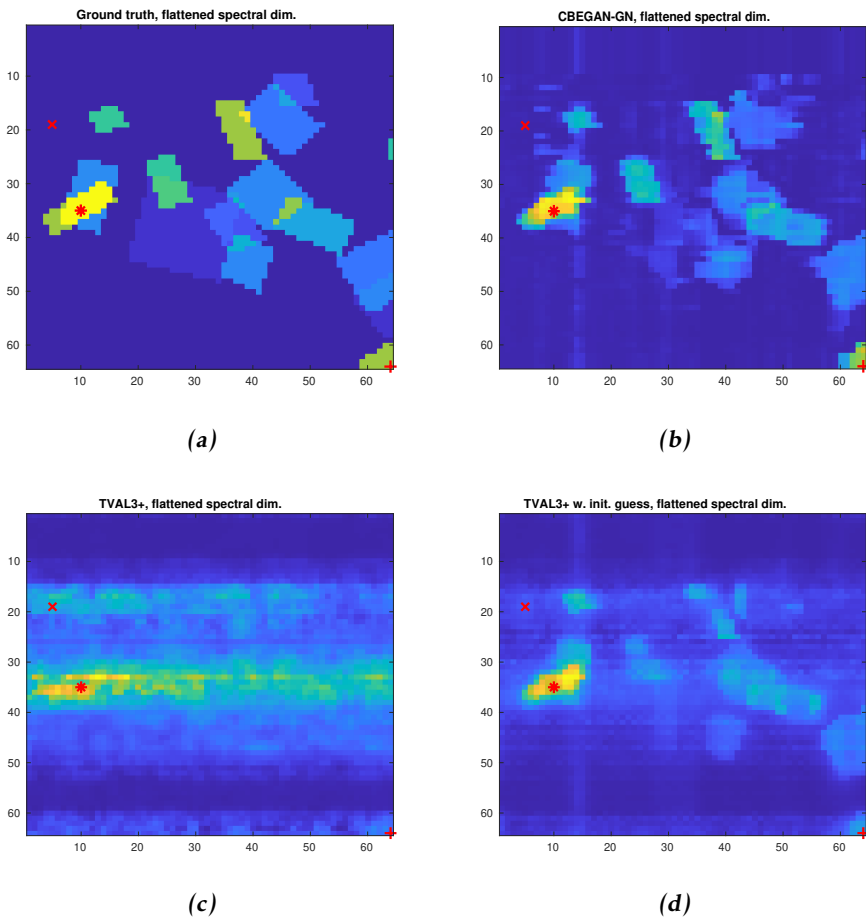 Ground truth, flattened spectral dim.
10
20
30
40
50
60
10 20 30 40 50 60
(a)
CBEGAN-GN, flattened spectral dim.
10
20
30
40
50
60
10 20 30 40 50 60
(b)
TVAL3+, flattened spectral dim.
10
20
30
40
50
60
10 20 30 40 50 60
(c)
TVAL3+ w. init. guess, flattened spectral dim.
10
20
30
40
50
60
10 20 30 40 50 60
(d)